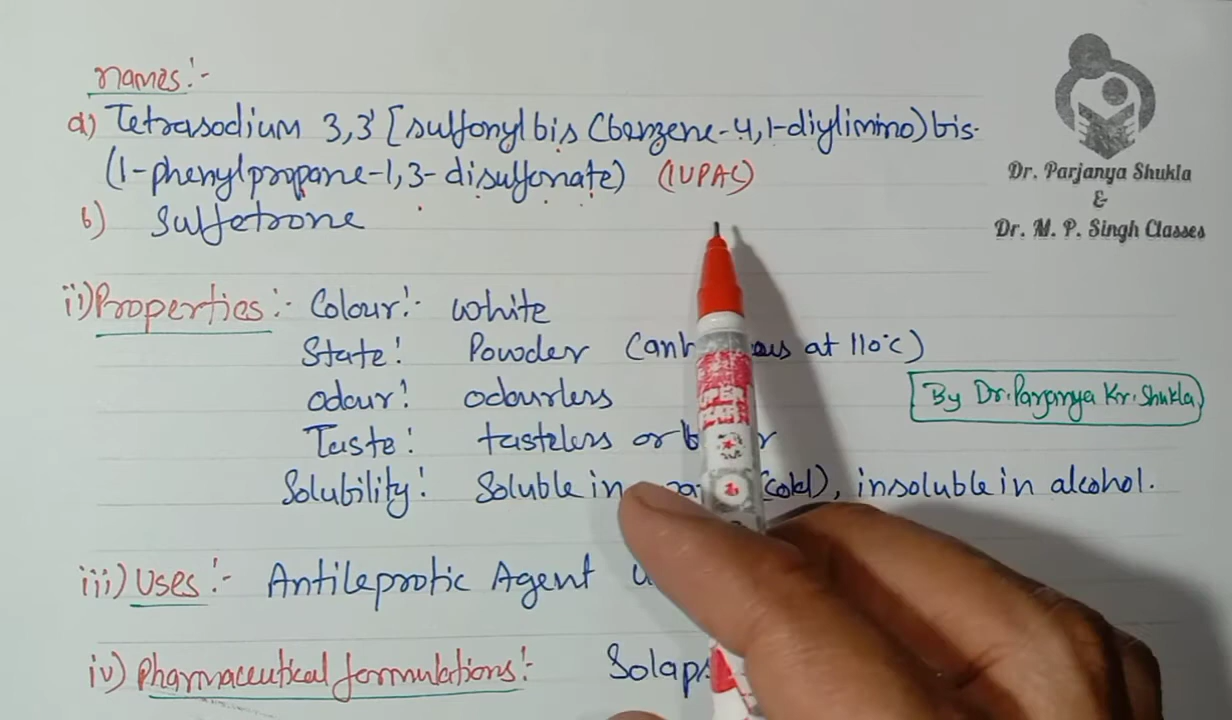 names:-
a) Tetrasodium 3,3' [sulfonylbis (benzene-4,1-diylimino) bis-
(1-phenylpropane-1,3-disulfonate) (IUPAC)
b) Sulfetrone
Dr. Parjanya Shukla
&
Dr. M. P. Singh Classes
ii) Properties:- Colour:- white
State: Powder at 110°C)
Odour: odourless
By Dr. Parjanya Kr. Shukla
Taste: tasteless or
Solubility: Soluble in (cold), insoluble in alcohol.
iii) Uses:- Antileprotic Agent
iv) Pharmaceutical formulations:-